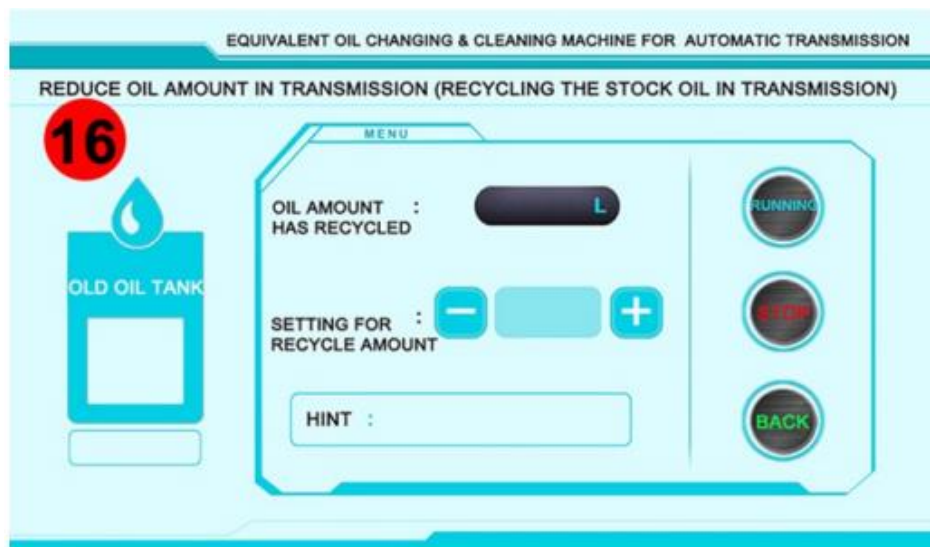 EQUIVALENT OIL CHANGING & CLEANING MACHINE FOR AUTOMATIC TRANSMISSION
REDUCE OIL AMOUNT IN TRANSMISSION (RECYCLING THE STOCK OIL IN TRANSMISSION)
16
MENU
OIL AMOUNT :
HAS RECYCLED
L
RUNNING
OLD OIL TANK
SETTING FOR :
RECYCLE AMOUNT
− +
STOP
HINT :
BACK